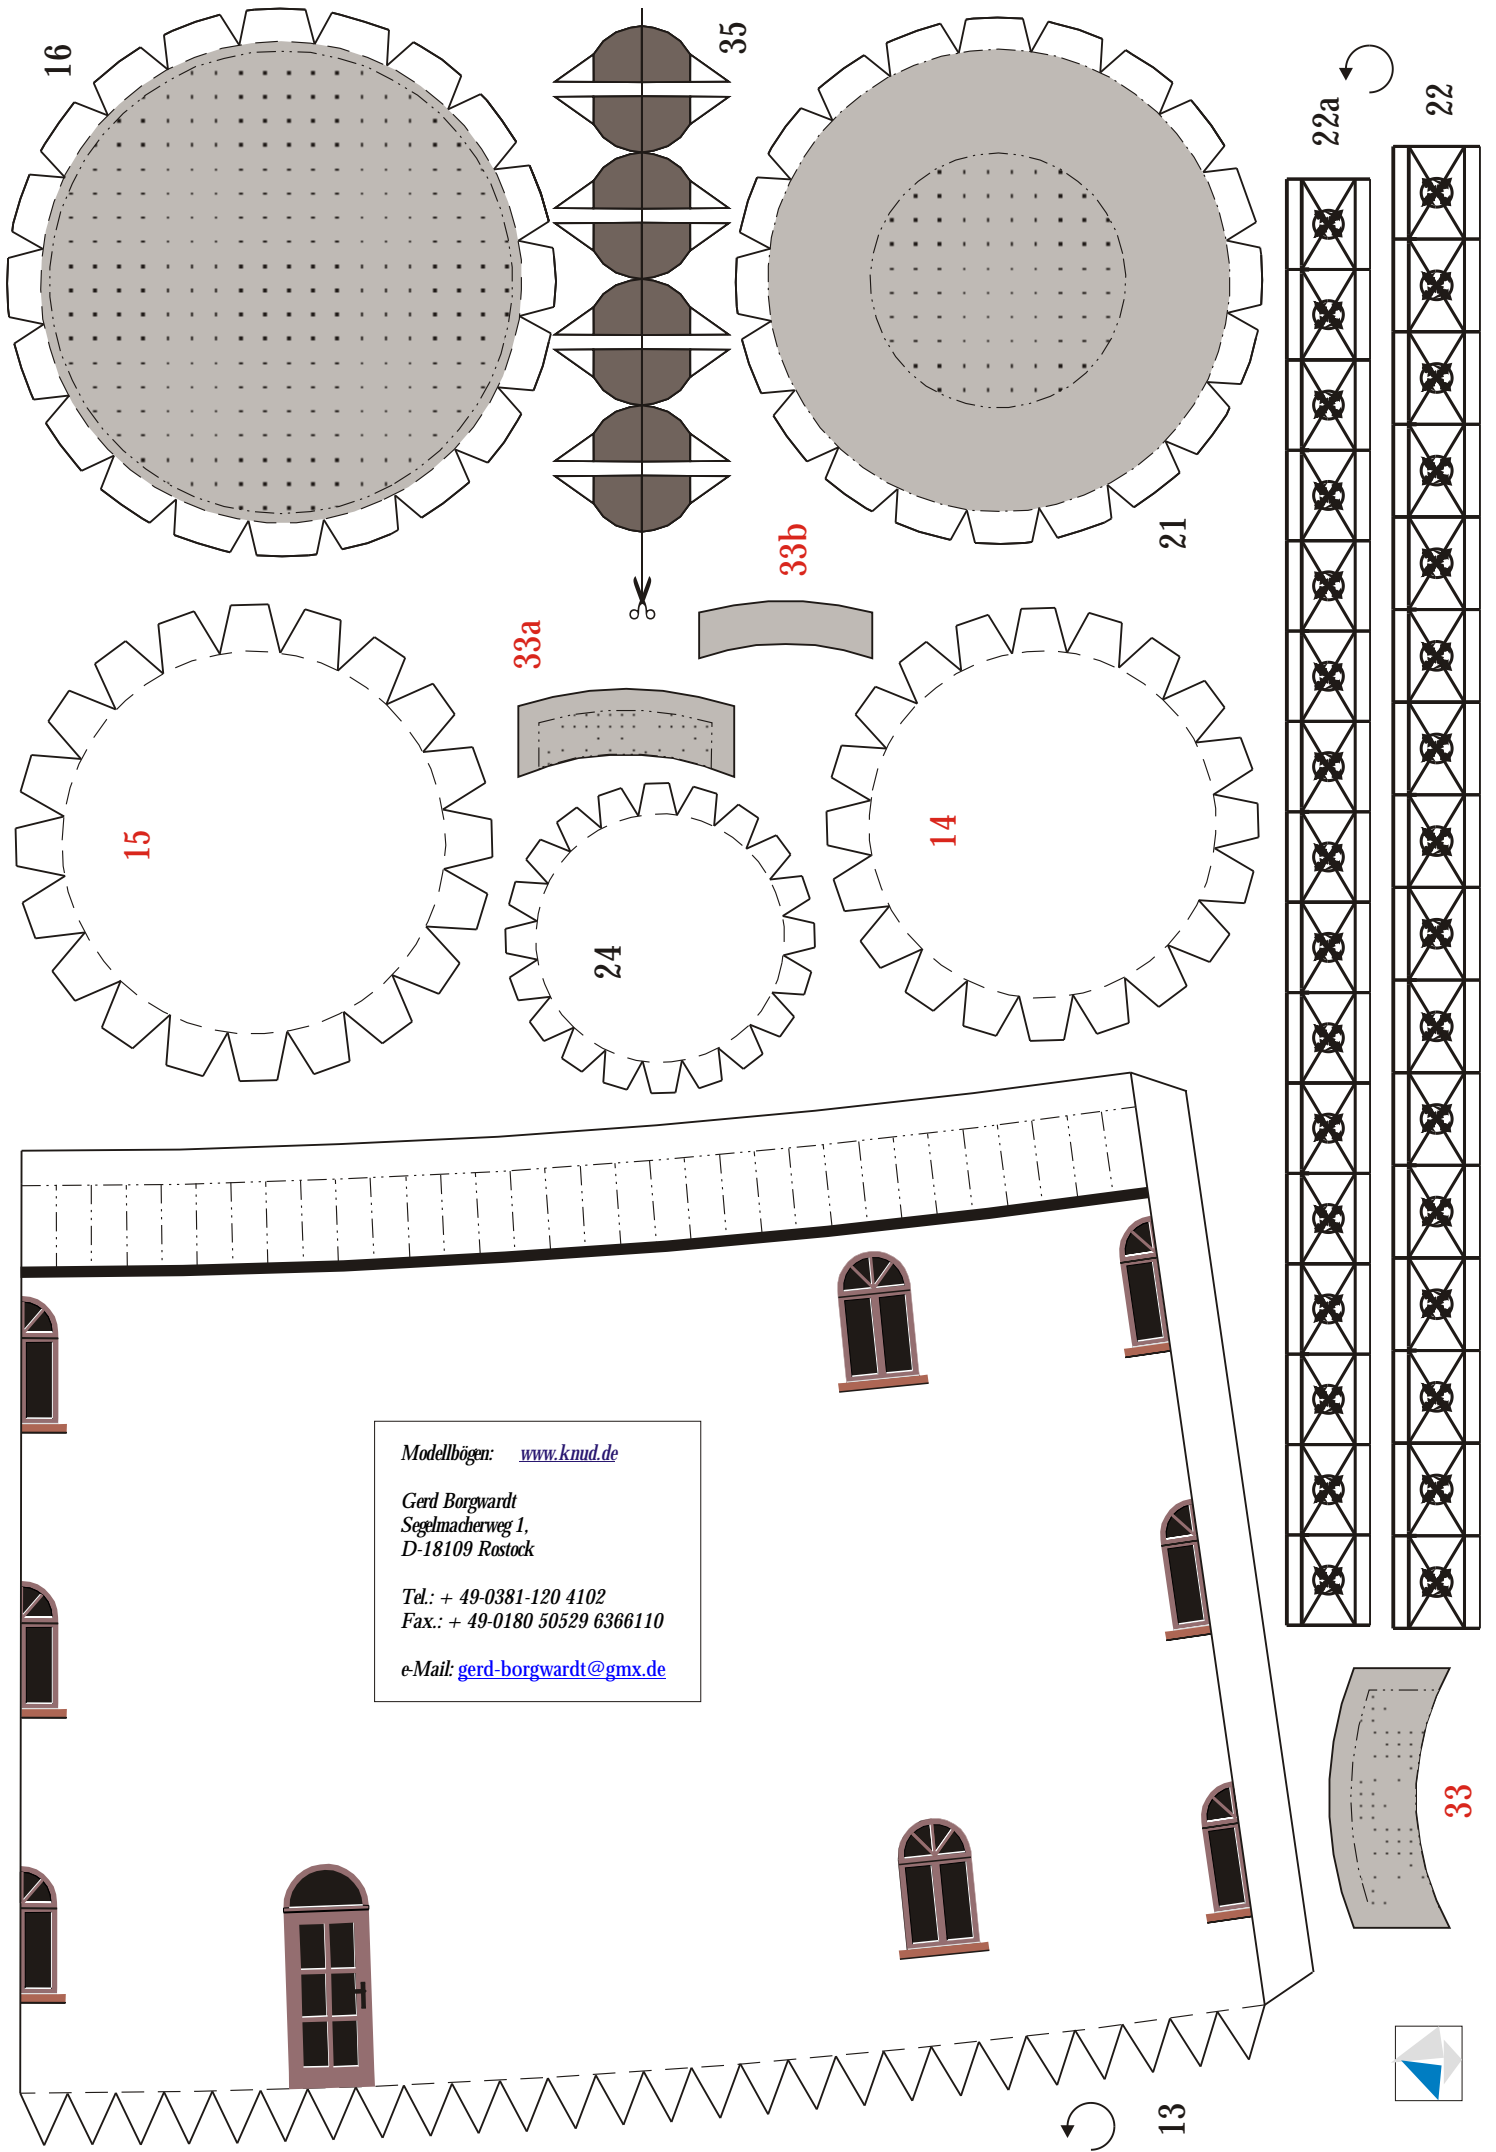 16
35
22a
22
21
33b
33a
15
14
24
Modellbögen: www.knud.de
Gerd Borgwardt
Segelmacherweg 1,
D-18109 Rostock
Tel.: + 49-0381-120 4102
Fax.: + 49-0180 50529 6366110
e-Mail: gerd-borgwardt@gmx.de
33
13